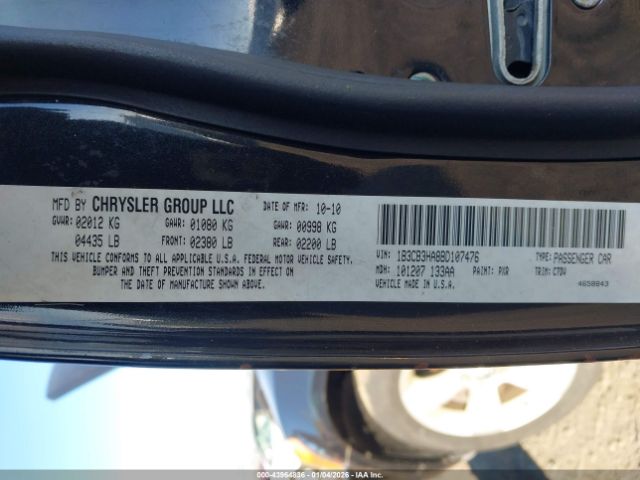 MFD BY CHRYSLER GROUP LLC DATE OF MFR: 10-10
GVWR: 02012 KG GAWR: 01080 KG GAWR: 00998 KG
04435 LB FRONT: 02380 LB REAR: 02200 LB
THIS VEHICLE CONFORMS TO ALL APPLICABLE U.S.A. FEDERAL MOTOR VEHICLE SAFETY,
BUMPER AND THEFT PREVENTION STANDARDS IN EFFECT ON
THE DATE OF MANUFACTURE SHOWN ABOVE.
VIN: 1B3CB3HA8BD107476 TYPE: PASSENGER CAR
MDH: 101207 133AA PAINT: PXR TRIM: C7DV
VEHICLE MADE IN U.S.A. 4658843
000-43964836 - 01/04/2026 - IAA Inc.